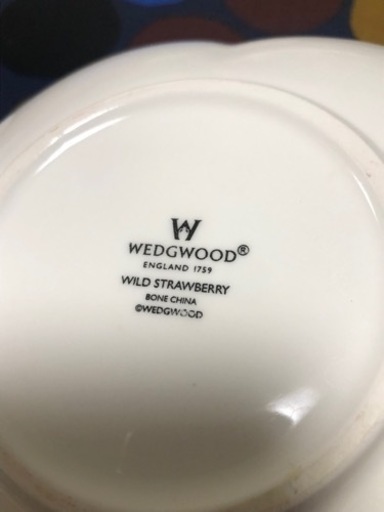 W
WEDGWOOD®
ENGLAND 1759
WILD STRAWBERRY
BONE CHINA
©WEDGWOOD